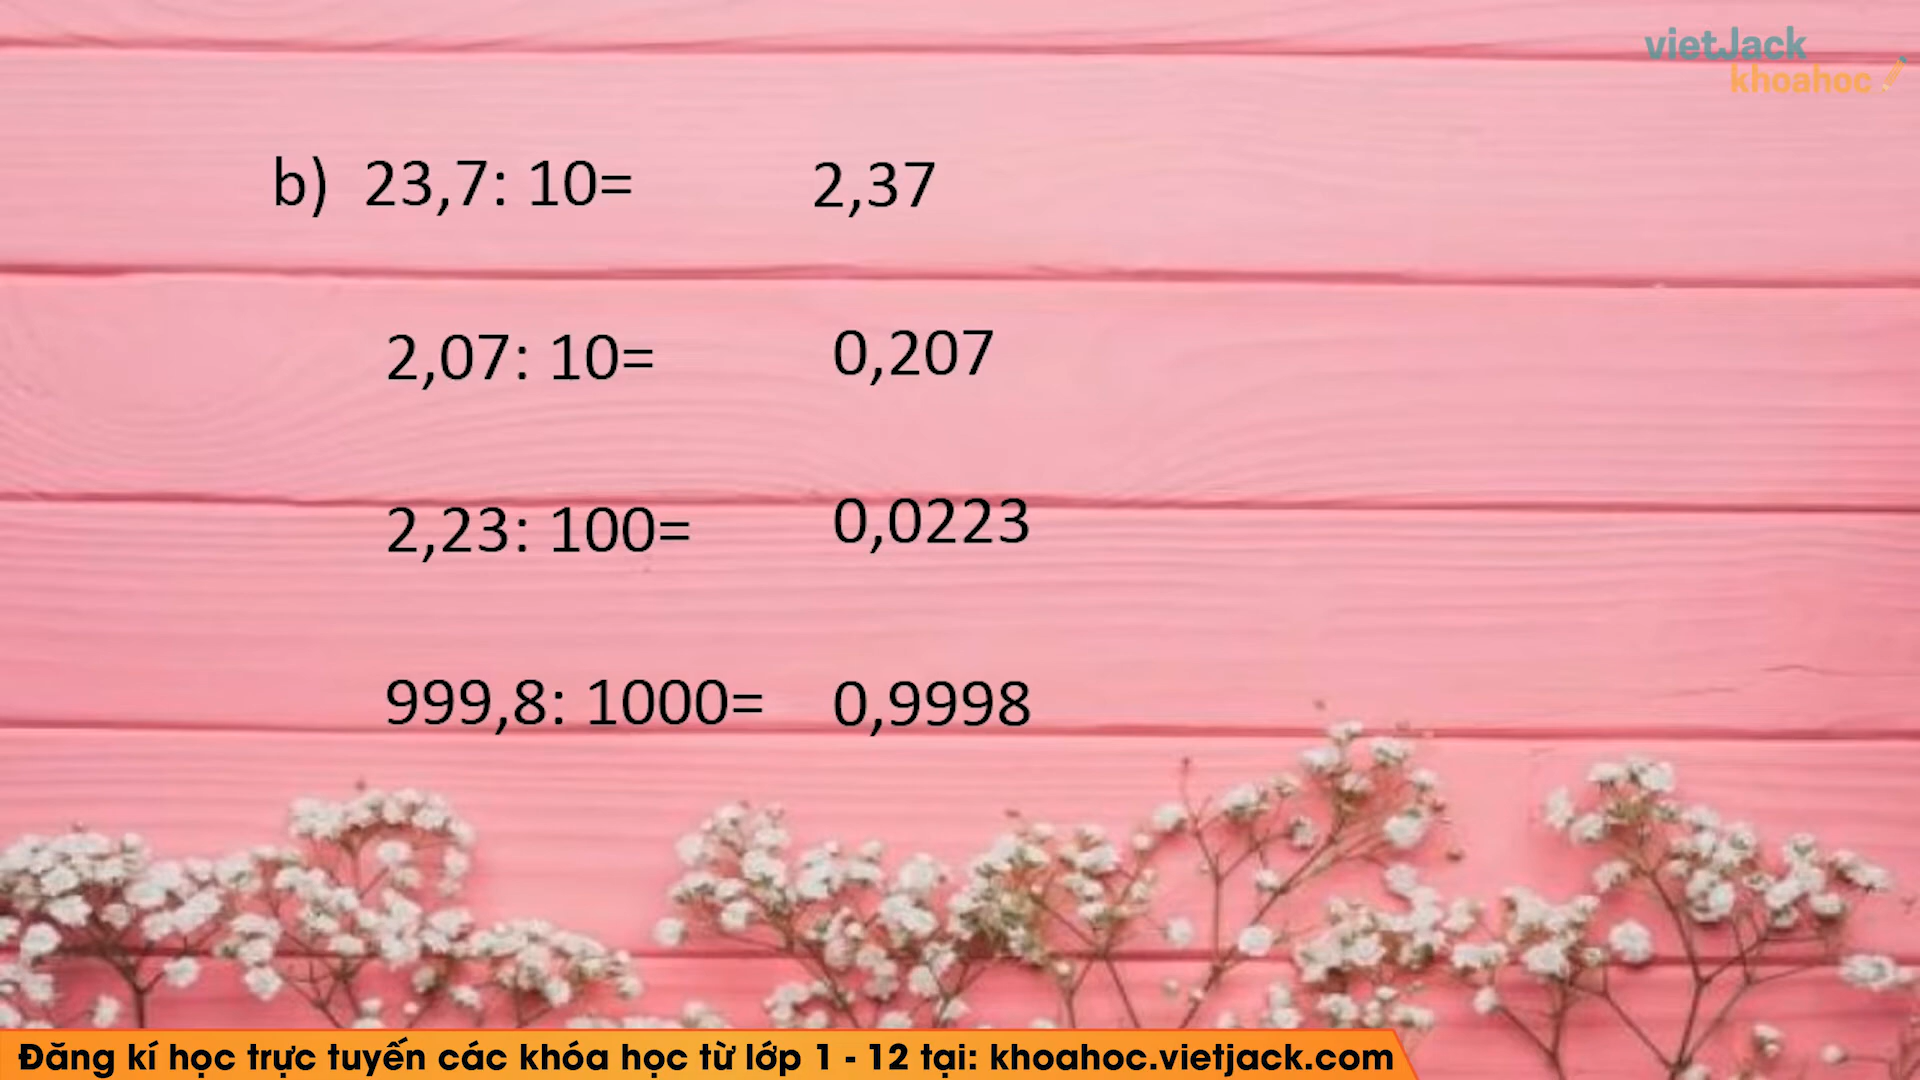 vietJack
khoahoc
b) 23,7: 10= 2,37
2,07: 10= 0,207
2,23: 100= 0,0223
999,8: 1000= 0,9998
Đăng kí học trực tuyến các khóa học từ lớp 1 - 12 tại: khoahoc.vietjack.com